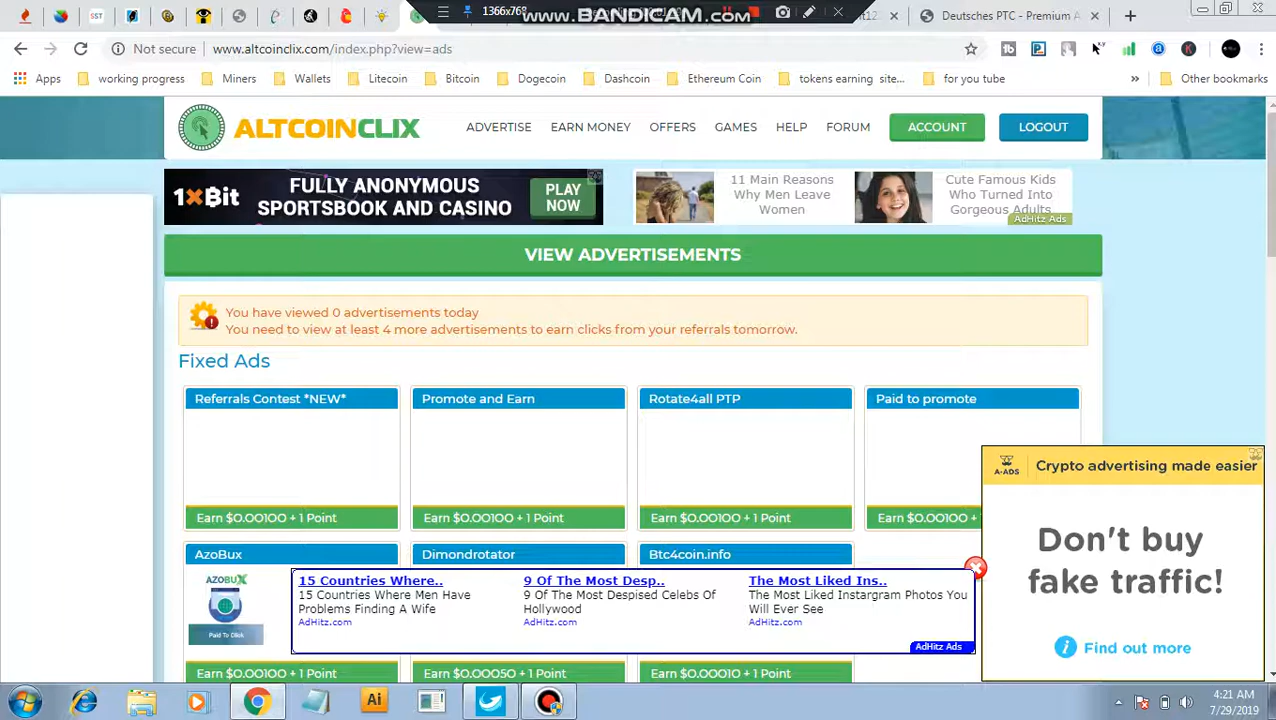 1366x768
www.BANDICAM.com
Deutsches PTC - Premium A
SST
Not secure
www.altcoinclix.com/index.php?view=ads
Apps
working progress
Miners
Wallets
Litecoin
Bitcoin
Dogecoin
Dashcoin
Ethereum Coin
tokens earning site...
for you tube
»
Other bookmarks
ALTCOINCLIX
ADVERTISE
EARN MONEY
OFFERS
GAMES
HELP
FORUM
ACCOUNT
LOGOUT
1xBit
FULLY ANONYMOUS
SPORTSBOOK AND CASINO
PLAY
NOW
11 Main Reasons
Why Men Leave
Women
Cute Famous Kids
Who Turned Into
Gorgeous Adults
AdHitz Ads
VIEW ADVERTISEMENTS
You have viewed 0 advertisements today
You need to view at least 4 more advertisements to earn clicks from your referrals tomorrow.
Fixed Ads
Referrals Contest *NEW*
Promote and Earn
Rotate4all PTP
Paid to promote
Earn $0.00100 + 1 Point
Earn $0.00100 + 1 Point
Earn $0.00100 + 1 Point
Earn $0.00100 +
A-ADS
Crypto advertising made easier
Don't buy
fake traffic!
Find out more
AzoBux
Dimondrotator
Btc4coin.info
AZOBUX
Paid To Click
15 Countries Where..
15 Countries Where Men Have
Problems Finding A Wife
AdHitz.com
9 Of The Most Desp..
9 Of The Most Despised Celebs Of
Hollywood
AdHitz.com
The Most Liked Ins..
The Most Liked Instargram Photos You
Will Ever See
AdHitz.com
AdHitz Ads
Earn $0.00100 + 1 Point
Earn $0.00050 + 1 Point
Earn $0.00010 + 1 Point
Ai
4:21 AM
7/29/2019